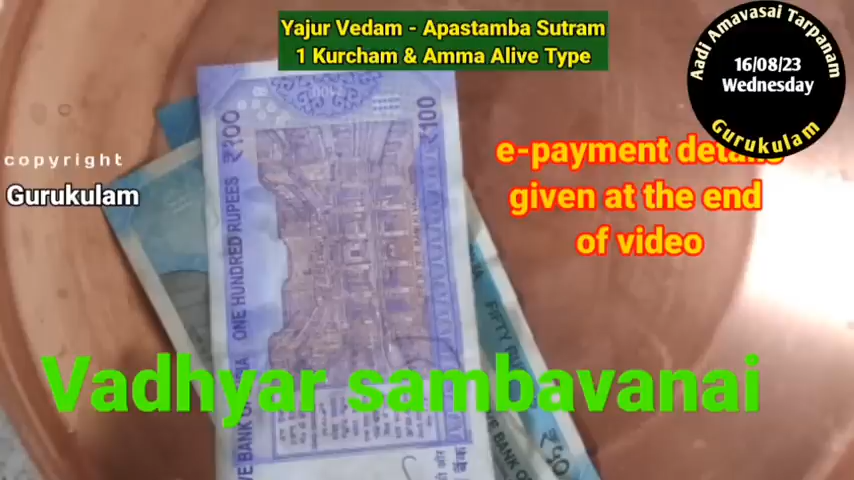 Yajur Vedam - Apastamba Sutram
1 Kurcham & Amma Alive Type
Aadi Amavasai Tarpanam
16/08/23
Wednesday
Gurukulam
copyright
Gurukulam
e-payment details
given at the end
of video
₹100
₹100
ONE HUNDRED RUPEES
Vadhyar sambavanai
₹50